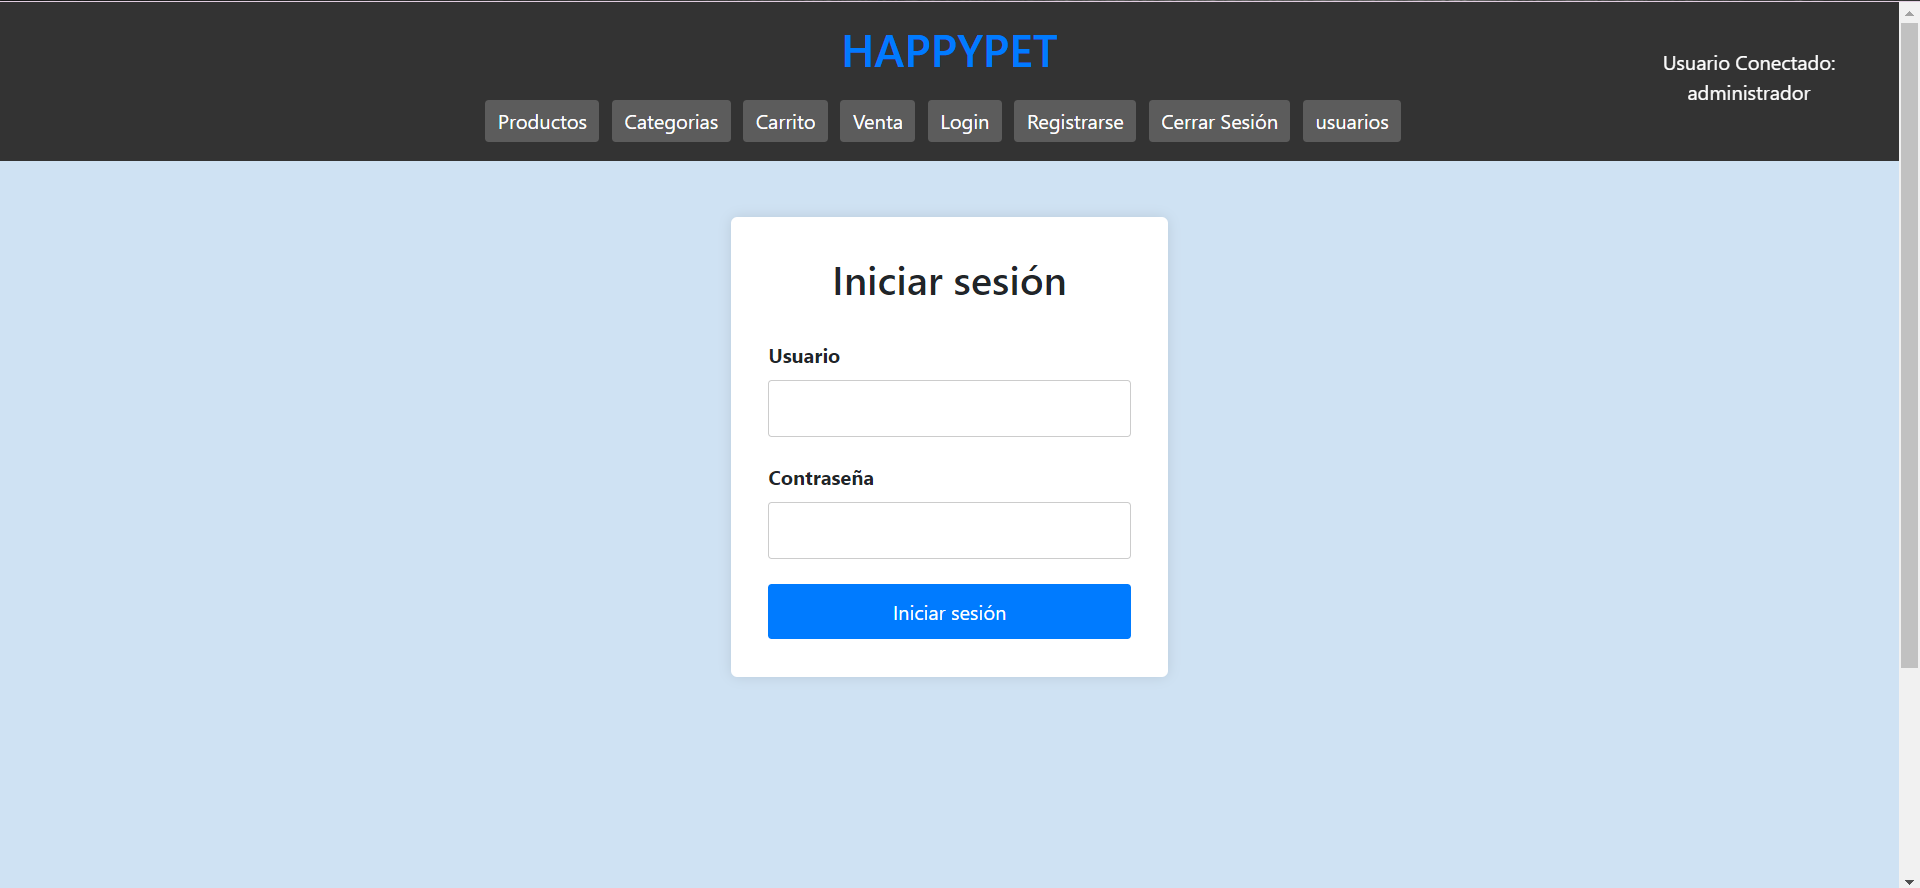 HAPPYPET
Usuario Conectado:
administrador
Productos Categorias Carrito Venta Login Registrarse Cerrar Sesión usuarios
Iniciar sesión
Usuario
Contraseña
Iniciar sesión